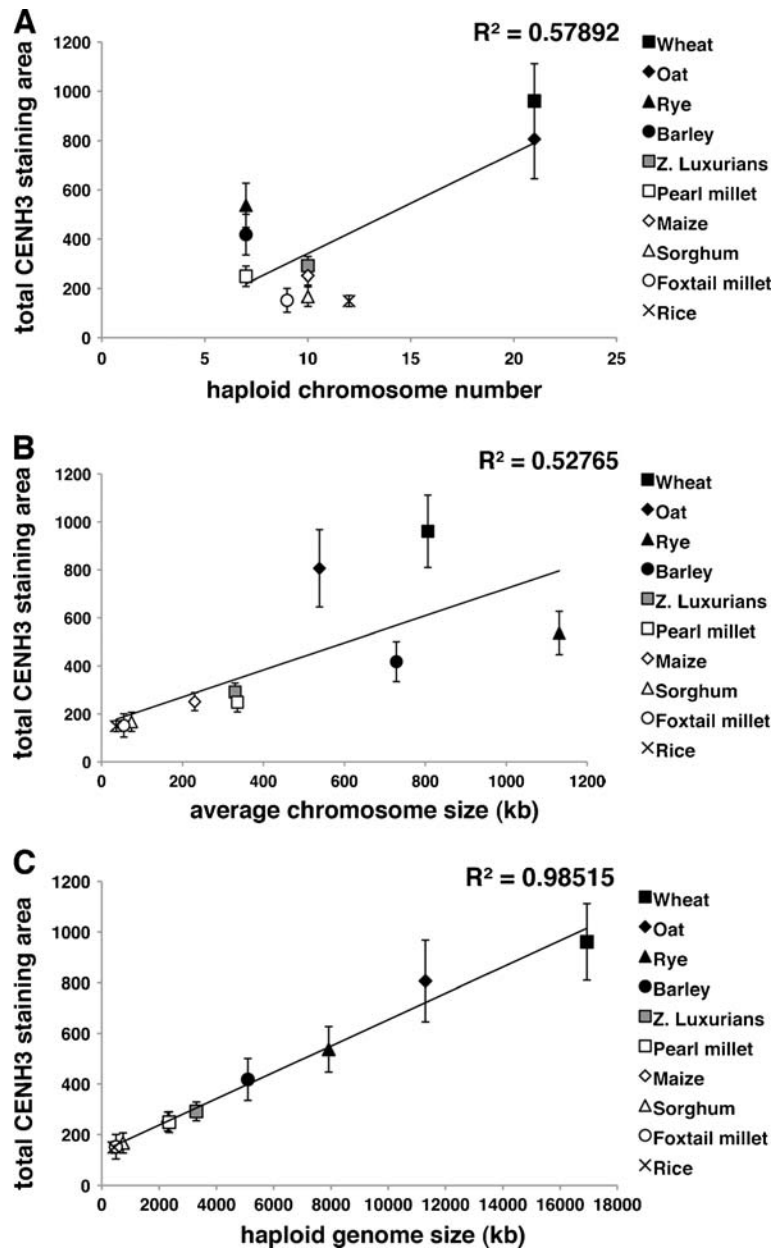 A
R² = 0.57892
total CENH3 staining area
1200
1000
800
600
400
200
0
0 5 10 15 20 25
haploid chromosome number
Wheat
Oat
Rye
Barley
Z. Luxurians
Pearl millet
Maize
Sorghum
Foxtail millet
Rice
B
R² = 0.52765
total CENH3 staining area
1200
1000
800
600
400
200
0
0 200 400 600 800 1000 1200
average chromosome size (kb)
Wheat
Oat
Rye
Barley
Z. Luxurians
Pearl millet
Maize
Sorghum
Foxtail millet
Rice
C
R² = 0.98515
total CENH3 staining area
1200
1000
800
600
400
200
0
0 2000 4000 6000 8000 10000 12000 14000 16000 18000
haploid genome size (kb)
Wheat
Oat
Rye
Barley
Z. Luxurians
Pearl millet
Maize
Sorghum
Foxtail millet
Rice